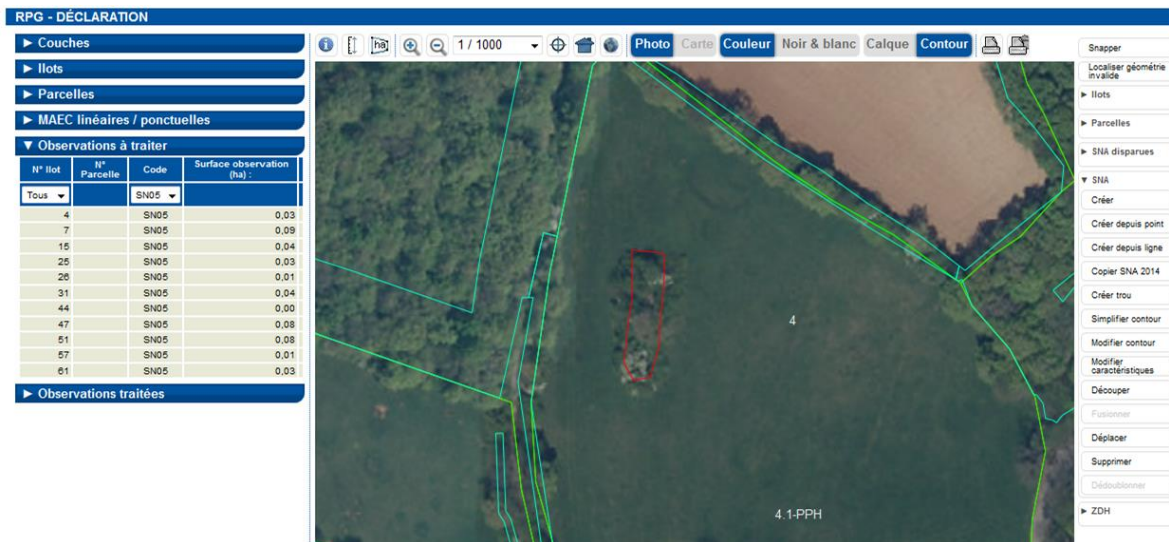 RPG - DÉCLARATION
► Couches
► Ilots
► Parcelles
► MAEC linéaires / ponctuelles
▼ Observations à traiter
N° Ilot N° Parcelle Code Surface observation (ha) :
Tous SN05
4 SN05 0,03
7 SN05 0,09
15 SN05 0,04
25 SN05 0,03
26 SN05 0,01
31 SN05 0,04
44 SN05 0,00
47 SN05 0,08
51 SN05 0,08
57 SN05 0,01
61 SN05 0,03
► Observations traitées
ha 1 / 1000 Photo Carte Couleur Noir & blanc Calque Contour
4
4.1-PPH
Snapper
Localiser géométrie
invalide
► Ilots
► Parcelles
► SNA disparues
▼ SNA
Créer
Créer depuis point
Créer depuis ligne
Copier SNA 2014
Créer trou
Simplifier contour
Modifier contour
Modifier
caractéristiques
Découper
Fusionner
Déplacer
Supprimer
Dédoublonner
► ZDH